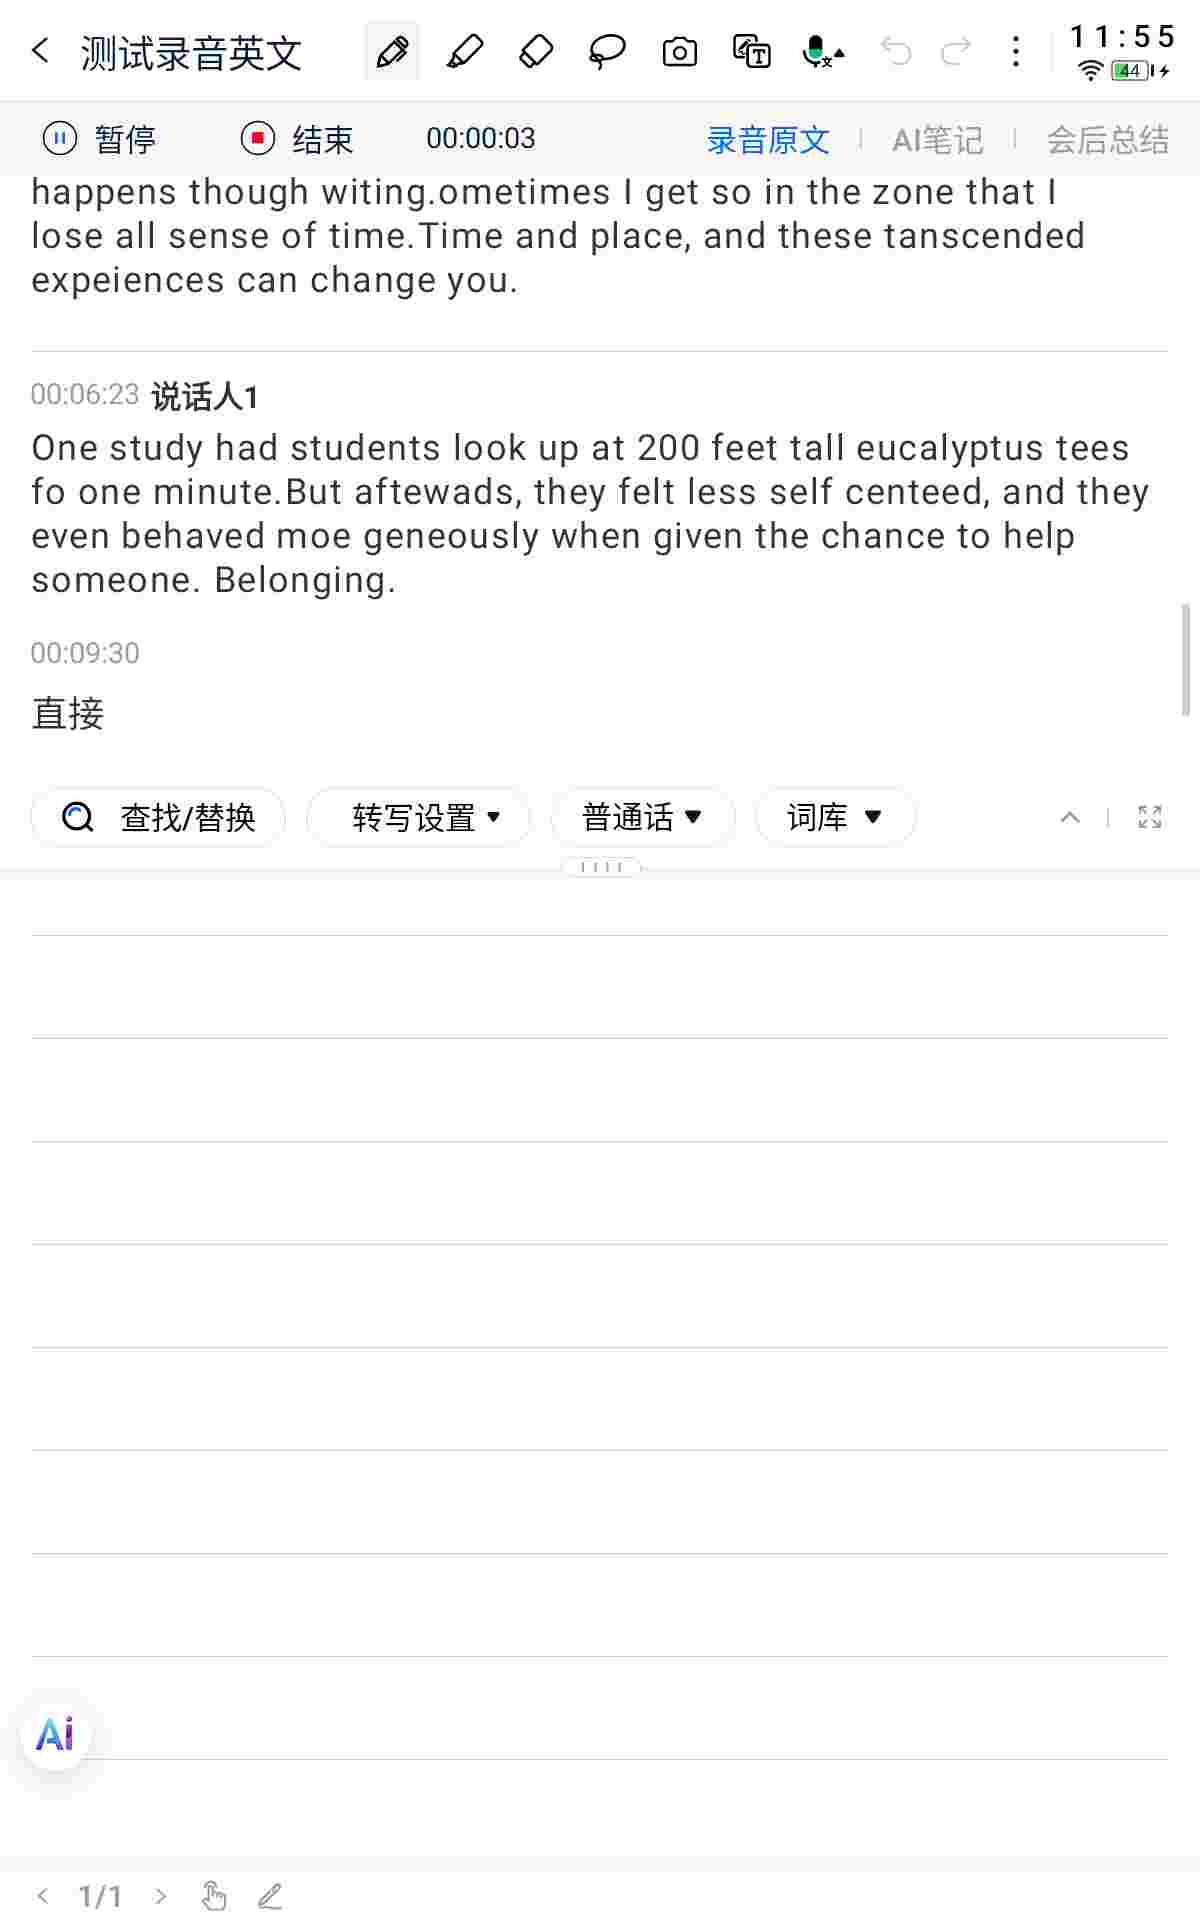 测试录音英文
11:55
44
暂停 结束 00:00:03 录音原文 AI笔记 会后总结
happens though witing.ometimes I get so in the zone that I
lose all sense of time.Time and place, and these tanscended
expeiences can change you.
00:06:23 说话人1
One study had students look up at 200 feet tall eucalyptus tees
fo one minute.But aftewads, they felt less self centeed, and they
even behaved moe geneously when given the chance to help
someone. Belonging.
00:09:30
直接
查找/替换 转写设置 普通话 词库
Ai
1/1